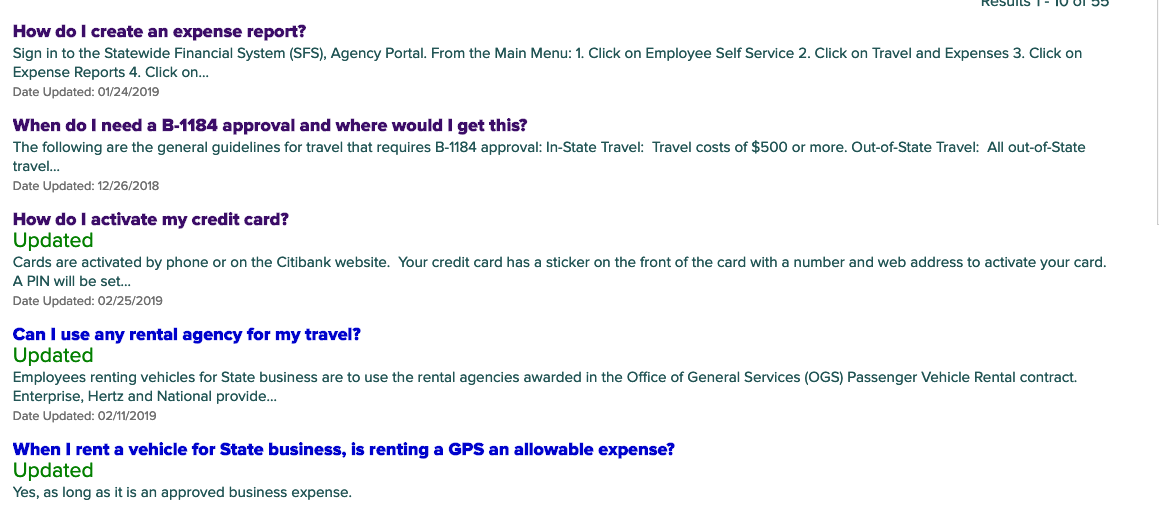 Results 1 - 10 of 55
How do I create an expense report?
Sign in to the Statewide Financial System (SFS), Agency Portal. From the Main Menu: 1. Click on Employee Self Service 2. Click on Travel and Expenses 3. Click on
Expense Reports 4. Click on...
Date Updated: 01/24/2019
When do I need a B-1184 approval and where would I get this?
The following are the general guidelines for travel that requires B-1184 approval: In-State Travel:  Travel costs of $500 or more. Out-of-State Travel:  All out-of-State
travel...
Date Updated: 12/26/2018
How do I activate my credit card?
Updated
Cards are activated by phone or on the Citibank website.  Your credit card has a sticker on the front of the card with a number and web address to activate your card.
A PIN will be set...
Date Updated: 02/25/2019
Can I use any rental agency for my travel?
Updated
Employees renting vehicles for State business are to use the rental agencies awarded in the Office of General Services (OGS) Passenger Vehicle Rental contract.
Enterprise, Hertz and National provide...
Date Updated: 02/11/2019
When I rent a vehicle for State business, is renting a GPS an allowable expense?
Updated
Yes, as long as it is an approved business expense.